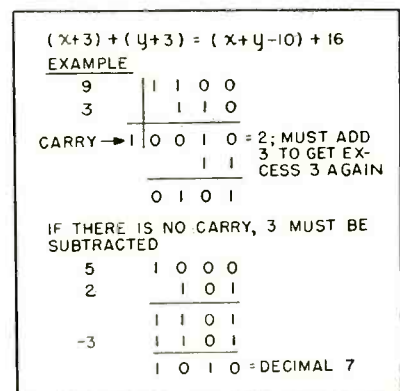 (x+3)+(y+3) = (x+y-10)+16
EXAMPLE
9 1 1 0 0
3 1 1 0
CARRY→1 0 0 1 0 = 2; MUST ADD
1 1 3 TO GET EX-
CESS 3 AGAIN
0 1 0 1
IF THERE IS NO CARRY, 3 MUST BE
SUBTRACTED
5 1 0 0 0
2 1 0 1
1 1 0 1
-3 1 1 0 1
1 0 1 0 = DECIMAL 7